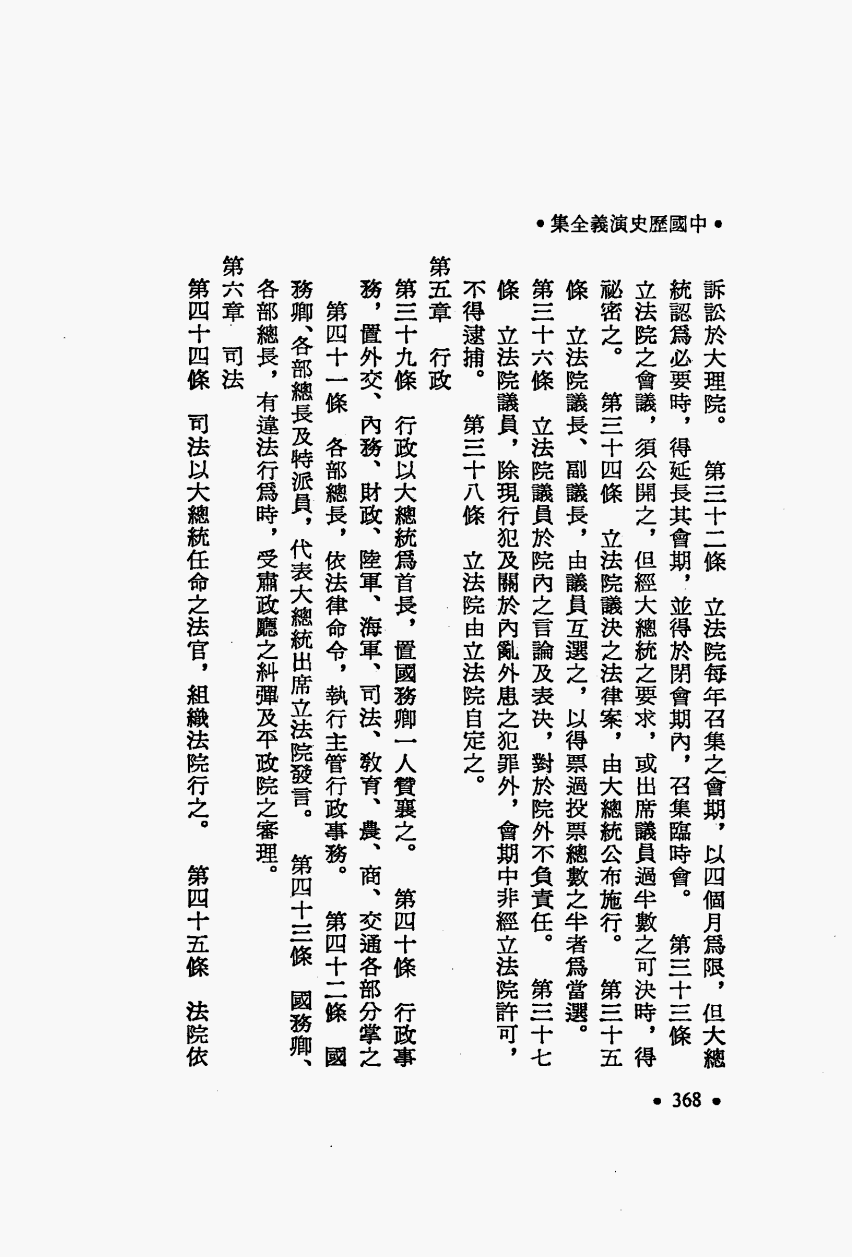 •中國歷史演義全集•
訴訟於大理院。　第三十二條　立法院每年召集之會期，以四個月爲限，但大總
統認爲必要時，得延長其會期，並得於閉會期內，召集臨時會。　第三十三條
立法院之會議，須公開之，但經大總統之要求，或出席議員過半數之可決時，得
祕密之。　第三十四條　立法院議決之法律案，由大總統公布施行。　第三十五
條　立法院議長、副議長，由議員互選之，以得票過投票總數之半者爲當選。
第三十六條　立法院議員於院內之言論及表決，對於院外不負責任。　第三十七
條　立法院議員，除現行犯及關於內亂外患之犯罪外，會期中非經立法院許可，
不得逮捕。　第三十八條　立法院由立法院自定之。
第五章　行政
第三十九條　行政以大總統爲首長，置國務卿一人贊襄之。　第四十條　行政事
務，置外交、內務、財政、陸軍、海軍、司法、敎育、農、商、交通各部分掌之
第四十一條　各部總長，依法律命令，執行主管行政事務。　第四十二條　國
務卿、各部總長及特派員，代表大總統出席立法院發言。　第四十三條　國務卿、
各部總長，有違法行爲時，受肅政廳之糾彈及平政院之審理。
第六章　司法
第四十四條　司法以大總統任命之法官，組織法院行之。　第四十五條　法院依
• 368 •